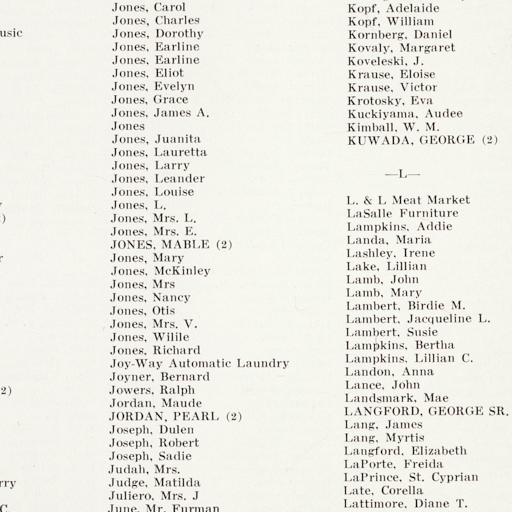 usic
)
r
2)
rry
C.
Jones, Carol
Jones, Charles
Jones, Dorothy
Jones, Earline
Jones, Earline
Jones, Eliot
Jones, Evelyn
Jones, Grace
Jones, James A.
Jones
Jones, Juanita
Jones, Lauretta
Jones, Larry
Jones, Leander
Jones, Louise
Jones, L.
Jones, Mrs. L.
Jones, Mrs. E.
JONES, MABLE (2)
Jones, Mary
Jones, McKinley
Jones, Mrs
Jones, Nancy
Jones, Otis
Jones, Mrs. V.
Jones, Wilile
Jones, Richard
Joy-Way Automatic Laundry
Joyner, Bernard
Jowers, Ralph
Jordan, Maude
JORDAN, PEARL (2)
Joseph, Dulen
Joseph, Robert
Joseph, Sadie
Judah, Mrs.
Judge, Matilda
Juliero, Mrs. J
June, Mr. Furman
Kopf, Adelaide
Kopf, William
Kornberg, Daniel
Kovaly, Margaret
Koveleski, J.
Krause, Eloise
Krause, Victor
Krotosky, Eva
Kuckiyama, Audee
Kimball, W. M.
KUWADA, GEORGE (2)
—L—
L. & L Meat Market
LaSalle Furniture
Lampkins, Addie
Landa, Maria
Lashley, Irene
Lake, Lillian
Lamb, John
Lamb, Mary
Lambert, Birdie M.
Lambert, Jacqueline L.
Lambert, Susie
Lampkins, Bertha
Lampkins, Lillian C.
Landon, Anna
Lance, John
Landsmark, Mae
LANGFORD, GEORGE SR.
Lang, James
Lang, Myrtis
Langford, Elizabeth
LaPorte, Freida
LaPrince, St. Cyprian
Late, Corella
Lattimore, Diane T.